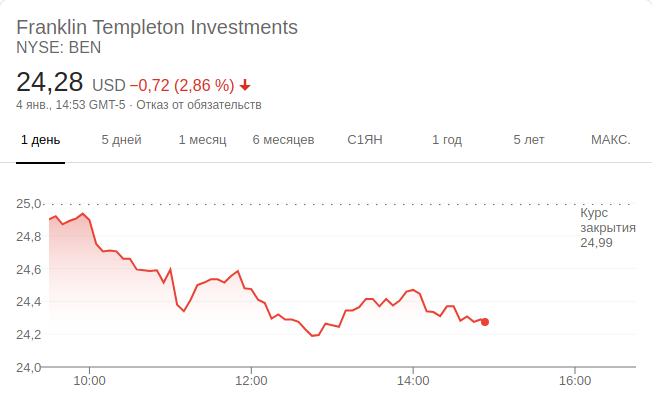 Franklin Templeton Investments
NYSE: BEN
24,28 USD −0,72 (2,86 %)
4 янв., 14:53 GMT-5 · Отказ от обязательств
1 день 5 дней 1 месяц 6 месяцев С1ЯН 1 год 5 лет МАКС.
25,0
Курс
закрытия
24,99
24,8
24,6
24,4
24,2
24,0
10:00 12:00 14:00 16:00